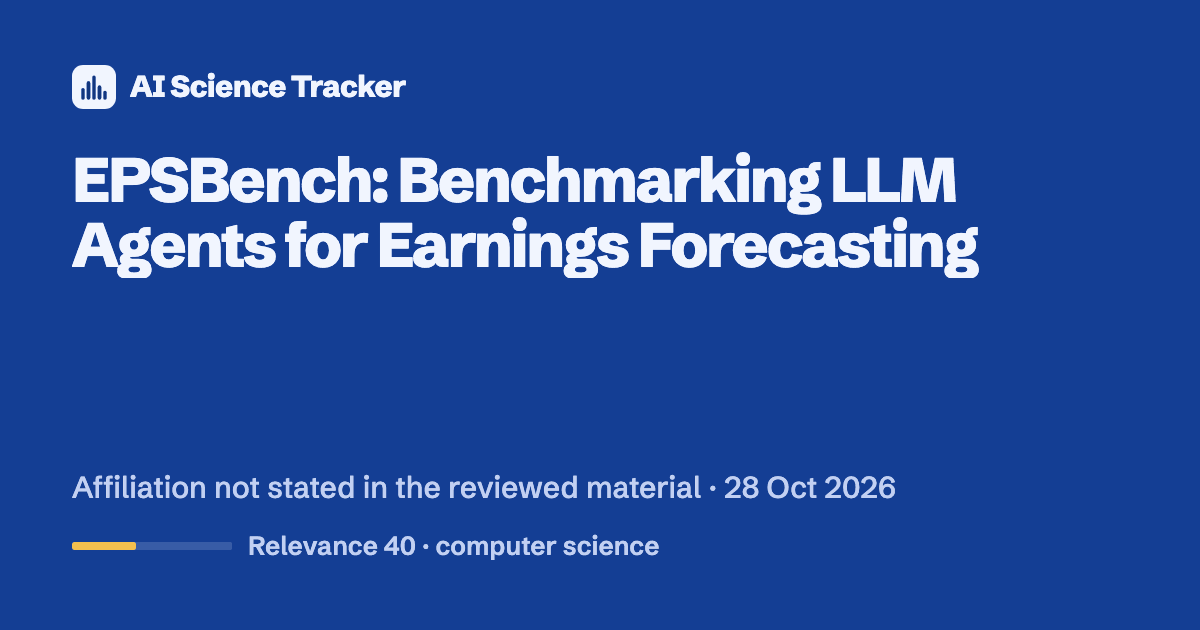 AI Science Tracker
EPSBench: Benchmarking LLM
Agents for Earnings Forecasting
Affiliation not stated in the reviewed material · 28 Oct 2026
Relevance 40 · computer science